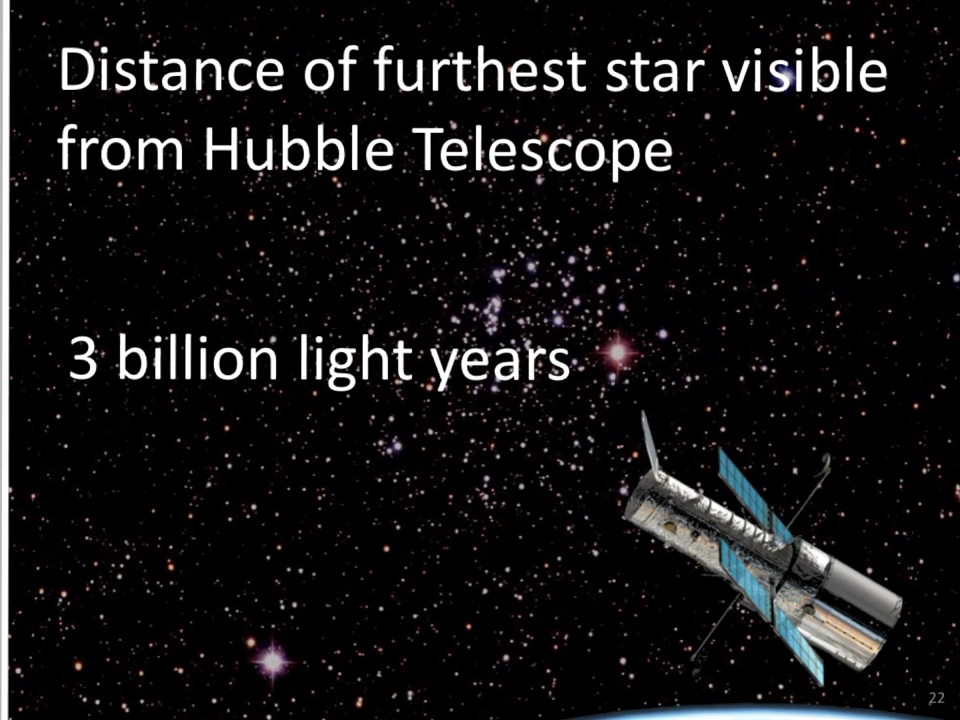 Distance of furthest star visible
from Hubble Telescope
3 billion light years
22